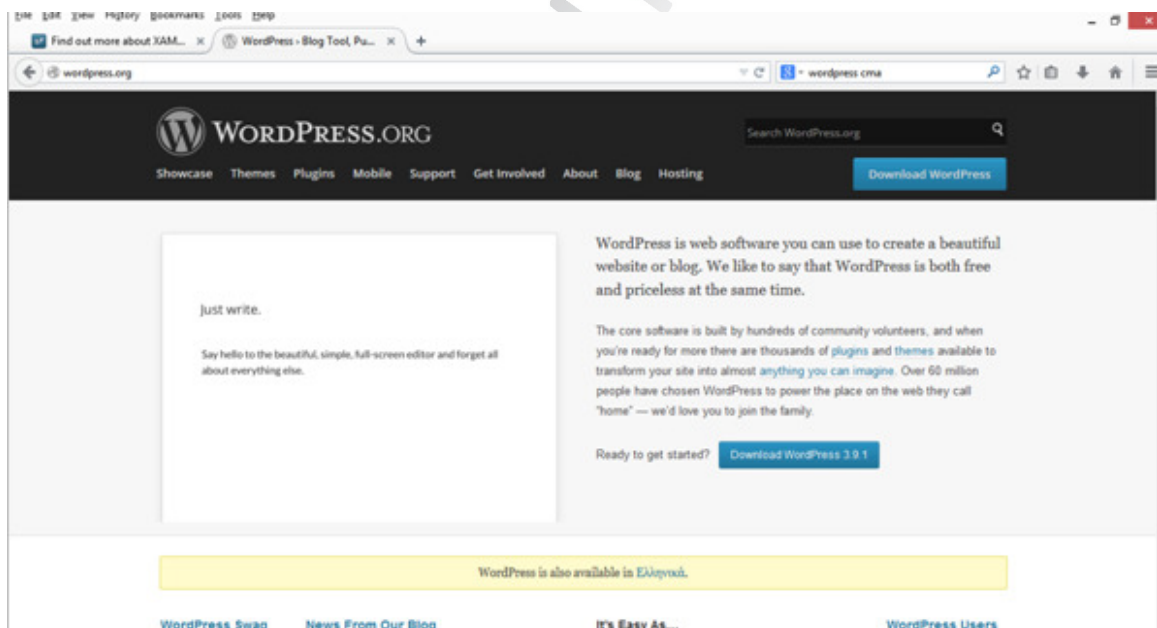 File Edit View History Bookmarks Tools Help
Find out more about XAM... × WordPress › Blog Tool, Pu... × +
wordpress.org wordpress cma
WORDPRESS.ORG
Search WordPress.org
Showcase Themes Plugins Mobile Support Get Involved About Blog Hosting
Download WordPress
WordPress is web software you can use to create a beautiful
website or blog. We like to say that WordPress is both free
and priceless at the same time.
Just write.
Say hello to the beautiful, simple, full-screen editor and forget all
about everything else.
The core software is built by hundreds of community volunteers, and when
you're ready for more there are thousands of plugins and themes available to
transform your site into almost anything you can imagine. Over 60 million
people have chosen WordPress to power the place on the web they call
"home" — we'd love you to join the family.
Ready to get started? Download WordPress 3.9.1
WordPress is also available in Ελληνικά.
WordPress Swag News From Our Blog It's Easy As... WordPress Users